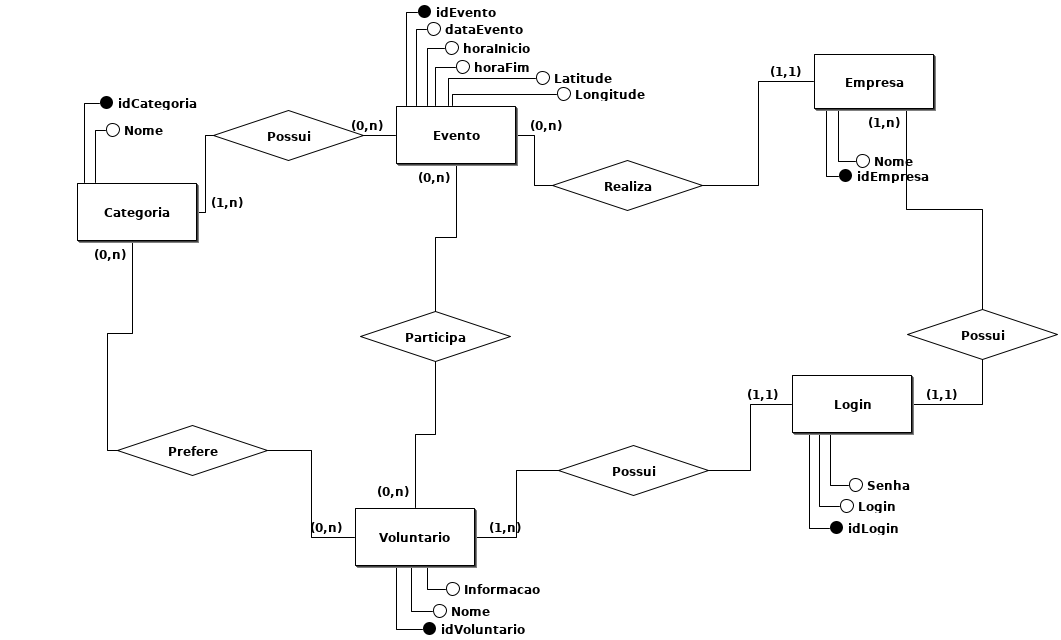 idEvento
dataEvento
horaInicio
horaFim
Latitude
Longitude
(1,1)
Empresa
idCategoria
Nome
Possui
(0,n)
Evento
(0,n)
(1,n)
Nome
idEmpresa
(0,n)
Realiza
Categoria
(1,n)
(0,n)
Participa
Possui
(1,1)
Login
(1,1)
Prefere
Possui
Senha
Login
idLogin
(0,n)
(0,n)
Voluntario
(1,n)
Informacao
Nome
idVoluntario